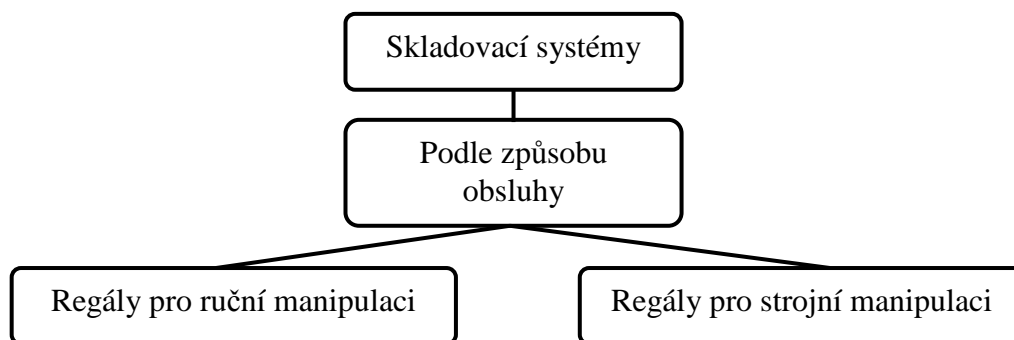 Skladovací systémy
Podle způsobu
obsluhy
Regály pro ruční manipulaci
Regály pro strojní manipulaci